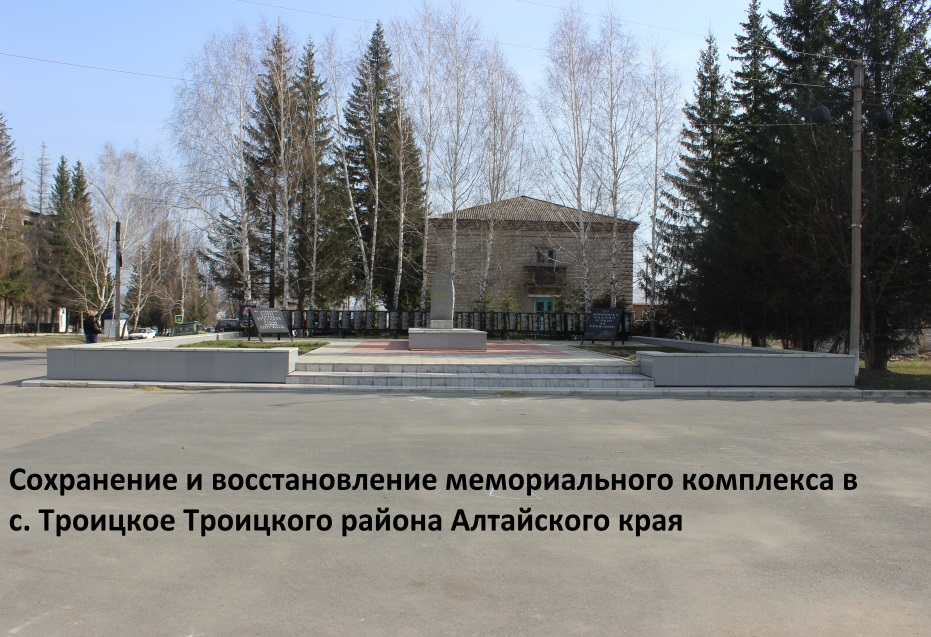 Сохранение и восстановление мемориального комплекса в
с. Троицкое Троицкого района Алтайского края